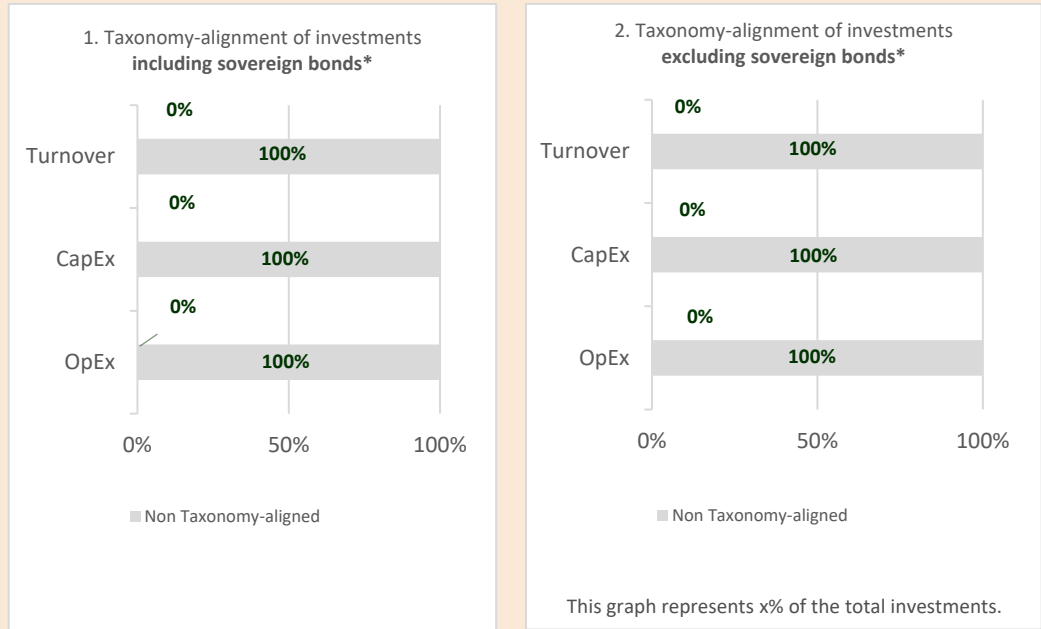 1. Taxonomy-alignment of investments
including sovereign bonds*
0%
Turnover
100%
0%
CapEx
100%
0%
OpEx
100%
0%
50%
100%
Non Taxonomy-aligned
2. Taxonomy-alignment of investments
excluding sovereign bonds*
0%
Turnover
100%
0%
CapEx
100%
0%
OpEx
100%
0%
50%
100%
Non Taxonomy-aligned
This graph represents x% of the total investments.